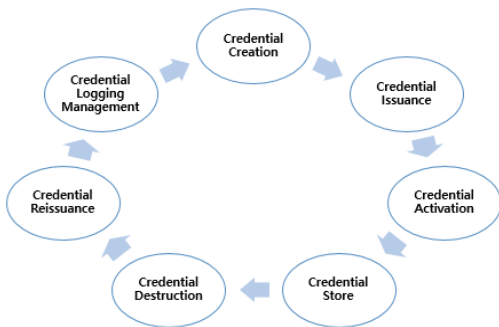 Credential
Creation
Credential
Issuance
Credential
Activation
Credential
Store
Credential
Destruction
Credential
Reissuance
Credential
Logging
Management